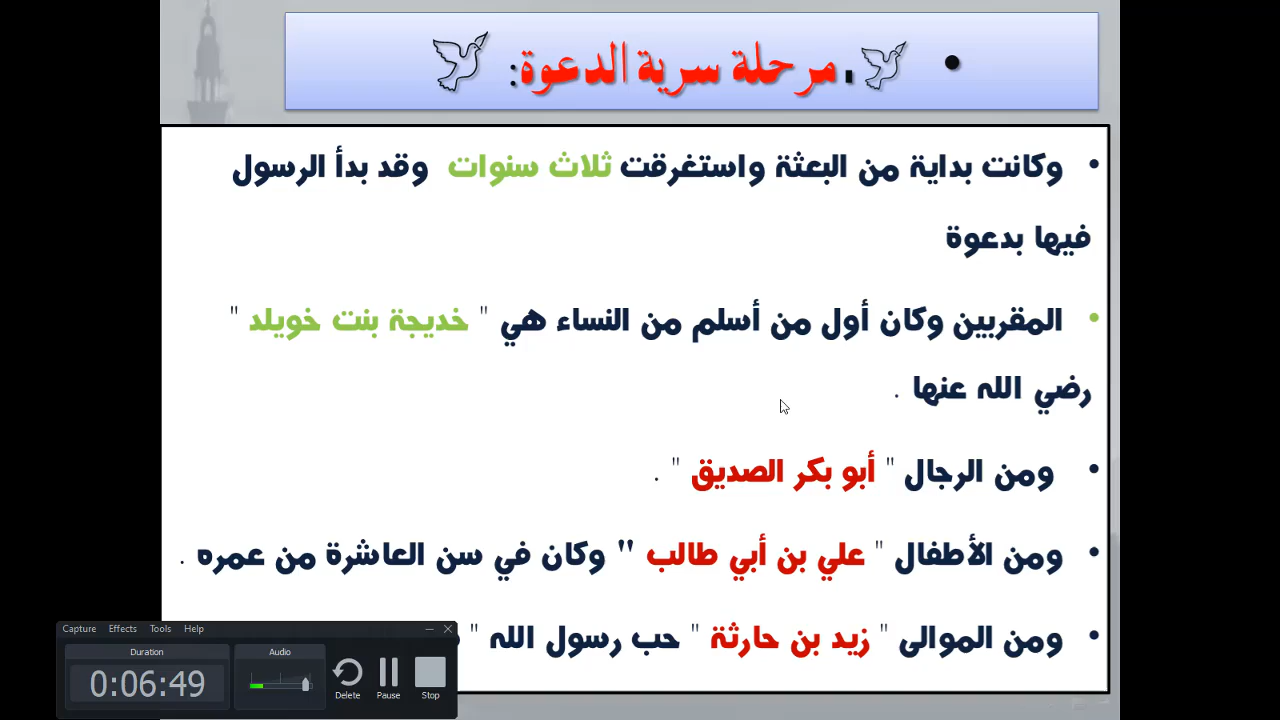 • . مرحلة سرية الدعوة:
• وكانت بداية من البعثة واستغرقت ثلاث سنوات وقد بدأ الرسول
فيها بدعوة
• المقربين وكان أول من أسلم من النساء هي " خديجة بنت خويلد "
رضي الله عنها .
• ومن الرجال " أبو بكر الصديق " .
• ومن الأطفال " علي بن أبي طالب " وكان في سن العاشرة من عمره .
• ومن الموالى " زيد بن حارثة " حب رسول الله "
Capture Effects Tools Help
Duration Audio
0:06:49
Delete Pause Stop